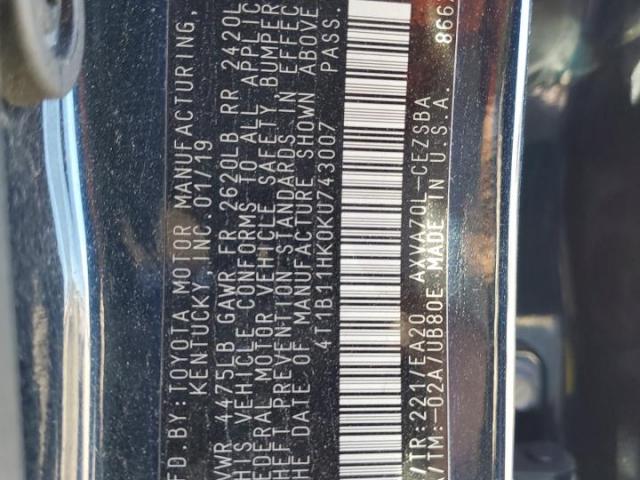 MFD. BY: TOYOTA MOTOR MANUFACTURING,
KENTUCKY, INC. 01/19
GVWR 4475LB GAWR FR 2620LB RR 2420L
THIS VEHICLE CONFORMS TO ALL APPLIC
FEDERAL MOTOR VEHICLE SAFETY, BUMPER
THEFT PREVENTION STANDARDS IN EFFEC
THE DATE OF MANUFACTURE SHOWN ABOVE
4T1B11HK0KU743007 PASS.
/TR: 221/EA20 AXVA70L-CEZSBA
A/TM: -02A/UB80E MADE IN U.S.A. 866